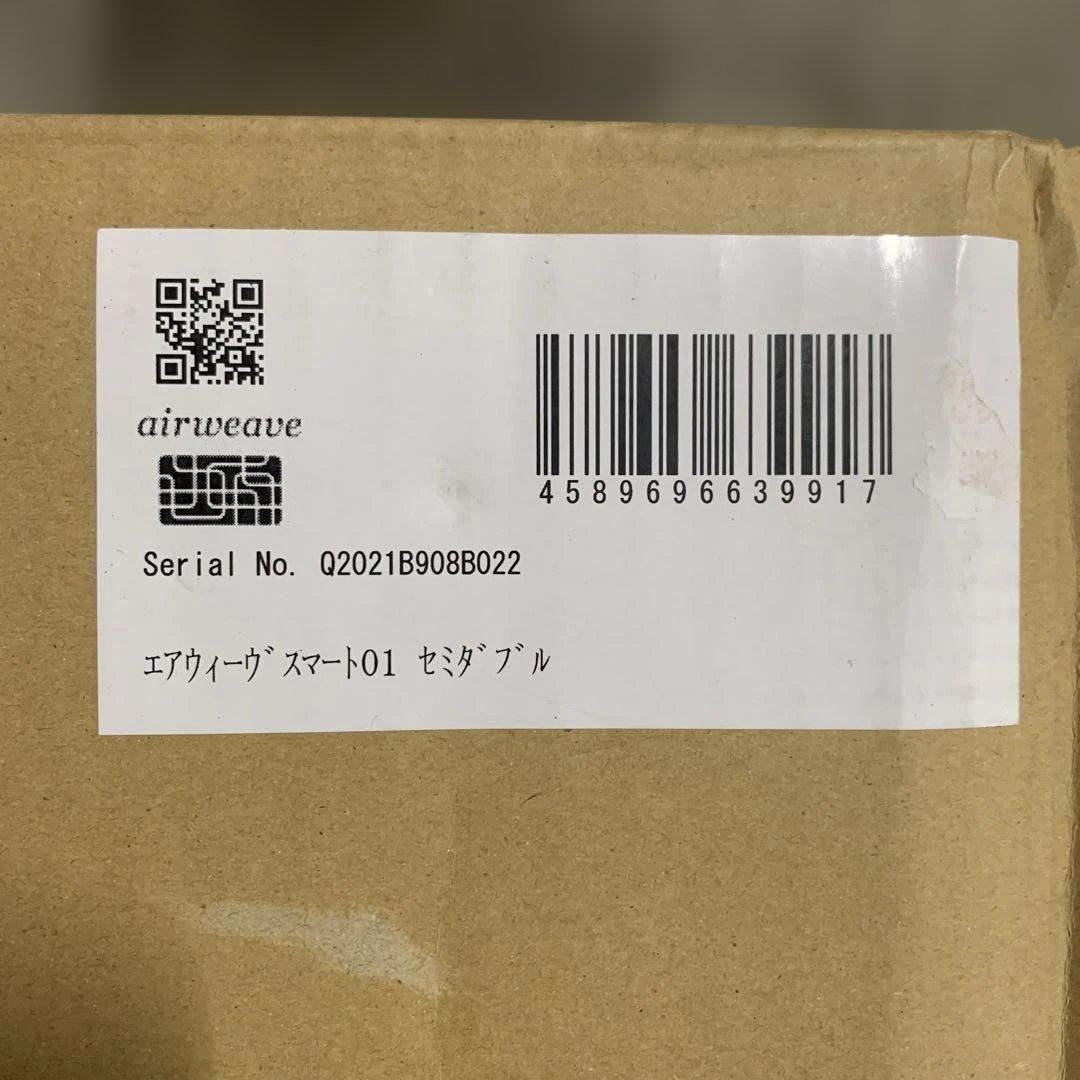 airweave
4589696639917
Serial No. Q2021B908B022
ｴｱｳｨｰｳﾞｽﾏｰﾄ01 ｾﾐﾀﾞﾌﾞﾙ